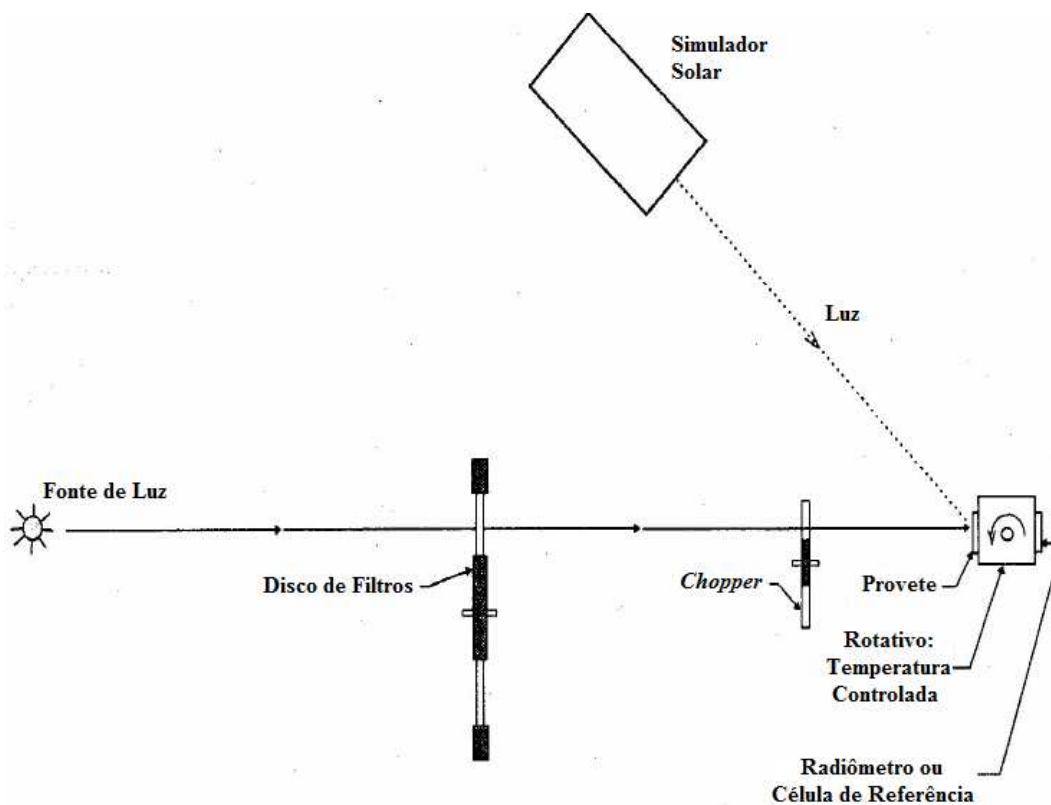 Simulador
Solar
Luz
Fonte de Luz
Disco de Filtros
Chopper
Provete
Rotativo:
Temperatura
Controlada
Radiômetro ou
Célula de Referência